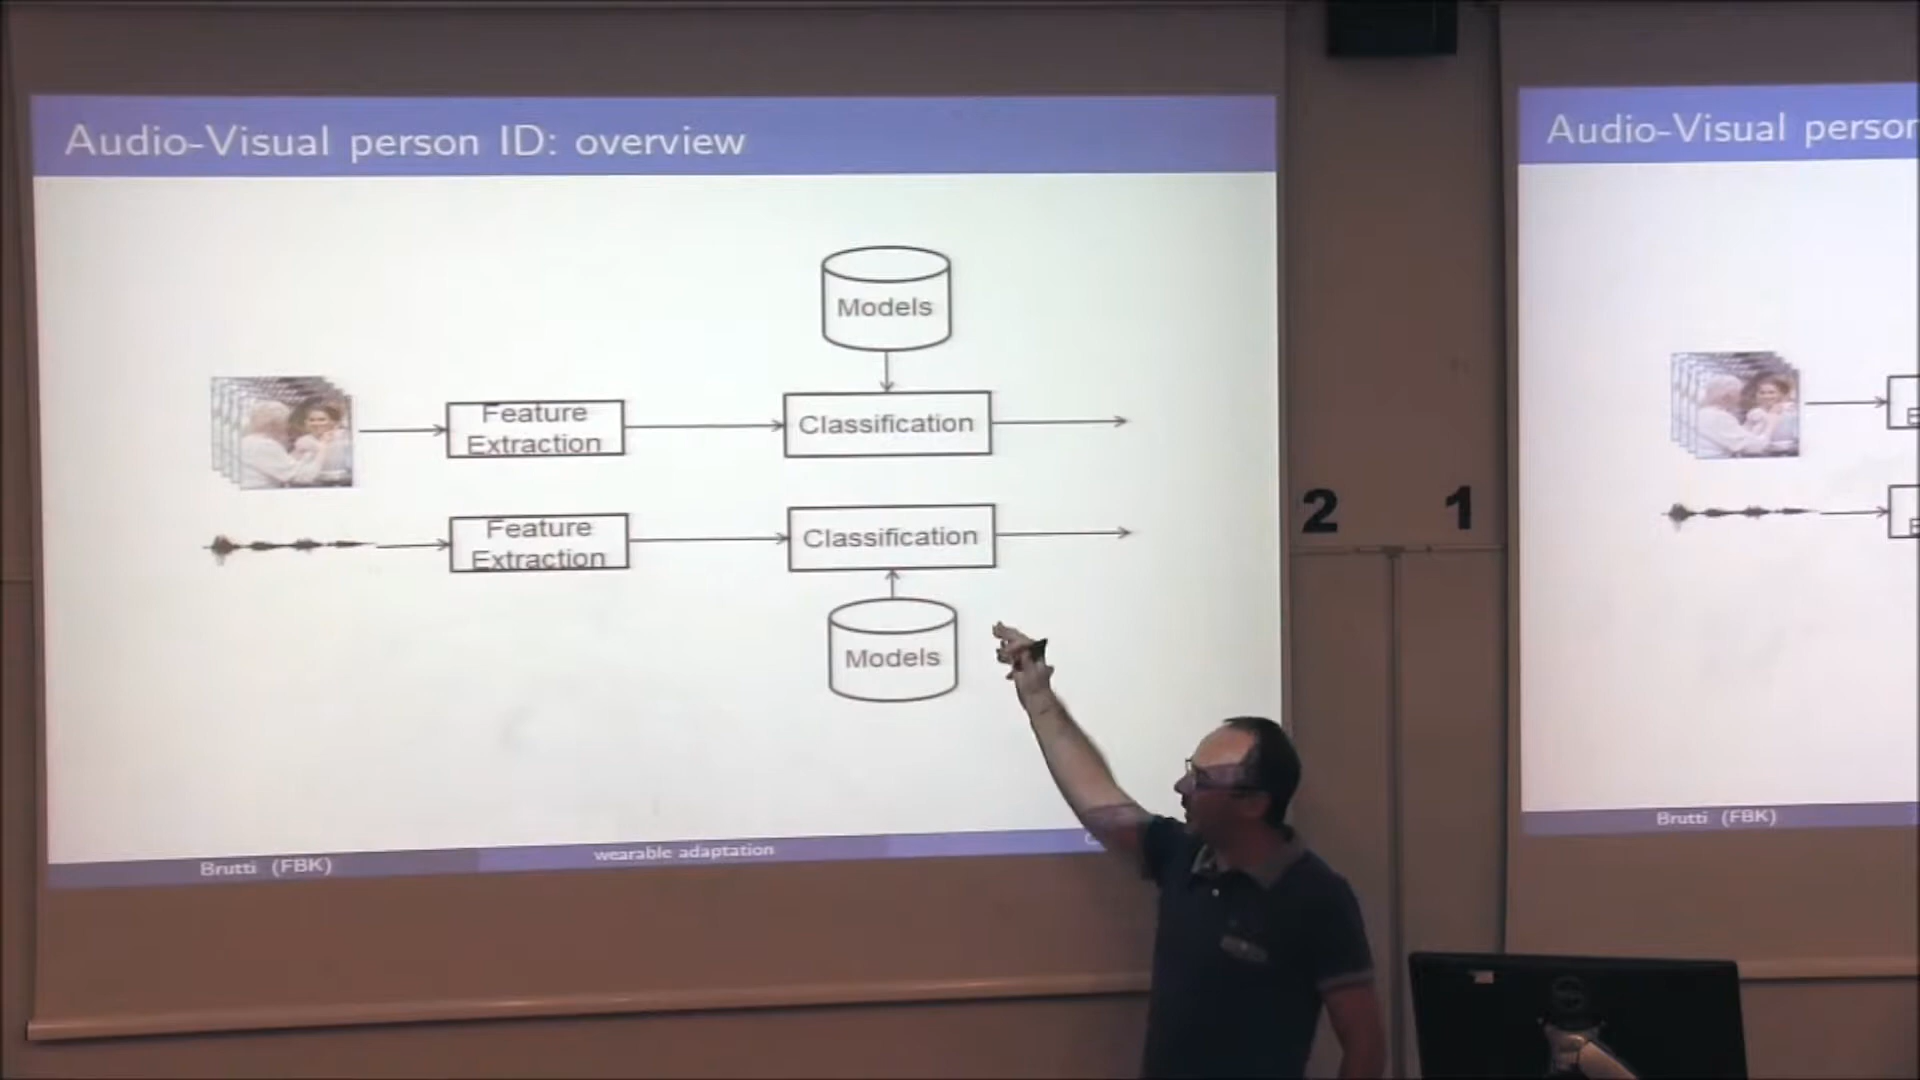 Audio-Visual person ID: overview
Models
Feature
Extraction
Classification
Feature
Extraction
Classification
Models
Brutti (FBK)
wearable adaptation
2
1
Audio-Visual person
Brutti (FBK)